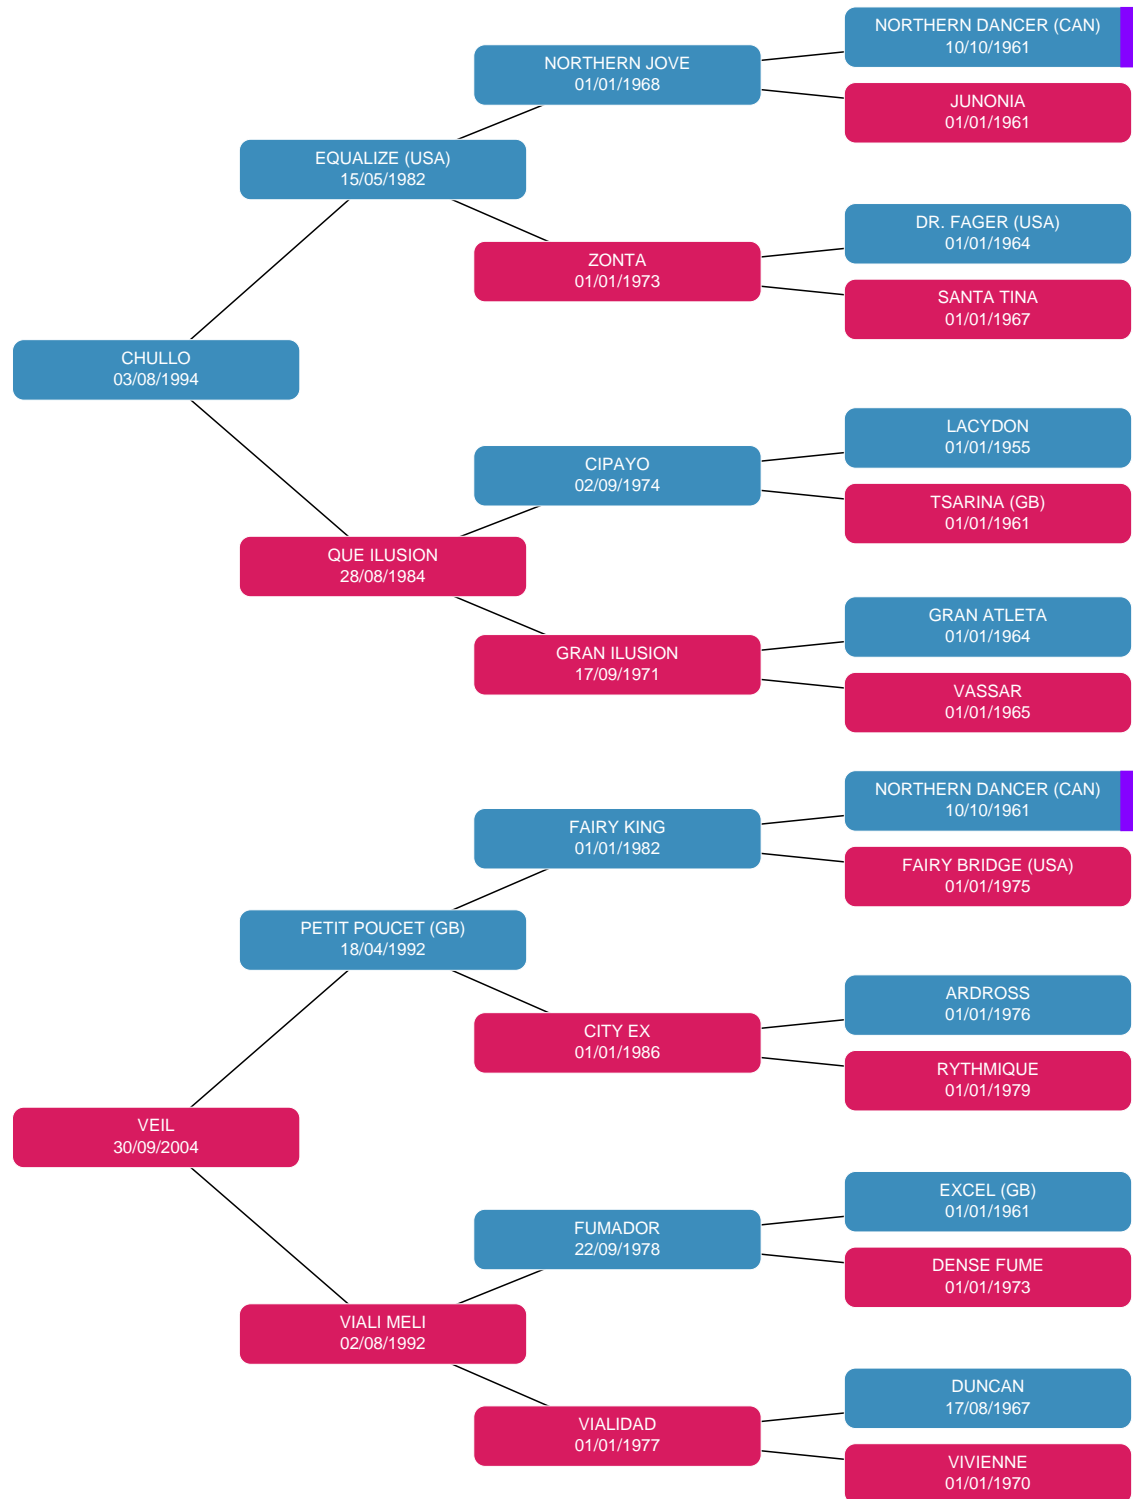 NORTHERN DANCER (CAN)
10/10/1961
NORTHERN JOVE
01/01/1968
JUNONIA
01/01/1961
EQUALIZE (USA)
15/05/1982
DR. FAGER (USA)
01/01/1964
ZONTA
01/01/1973
SANTA TINA
01/01/1967
CHULLO
03/08/1994
LACYDON
01/01/1955
CIPAYO
02/09/1974
TSARINA (GB)
01/01/1961
QUE ILUSION
28/08/1984
GRAN ATLETA
01/01/1964
GRAN ILUSION
17/09/1971
VASSAR
01/01/1965
NORTHERN DANCER (CAN)
10/10/1961
FAIRY KING
01/01/1982
FAIRY BRIDGE (USA)
01/01/1975
PETIT POUCET (GB)
18/04/1992
ARDROSS
01/01/1976
CITY EX
01/01/1986
RYTHMIQUE
01/01/1979
VEIL
30/09/2004
EXCEL (GB)
01/01/1961
FUMADOR
22/09/1978
DENSE FUME
01/01/1973
VIALI MELI
02/08/1992
DUNCAN
17/08/1967
VIALIDAD
01/01/1977
VIVIENNE
01/01/1970